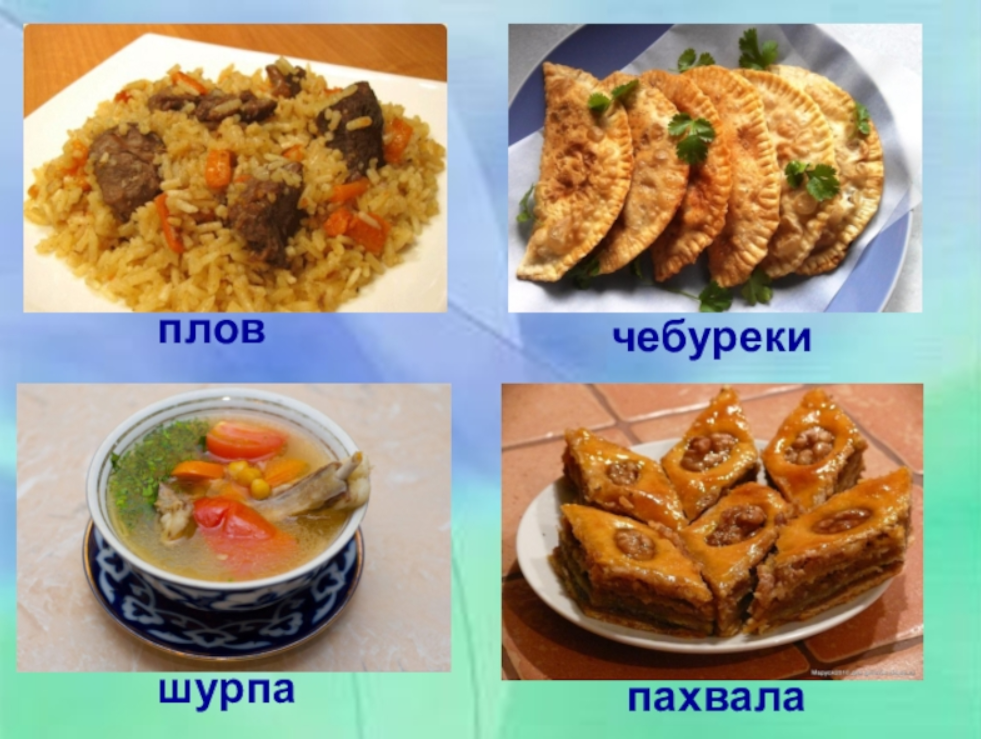 плов
чебуреки
шурпа
пахвала